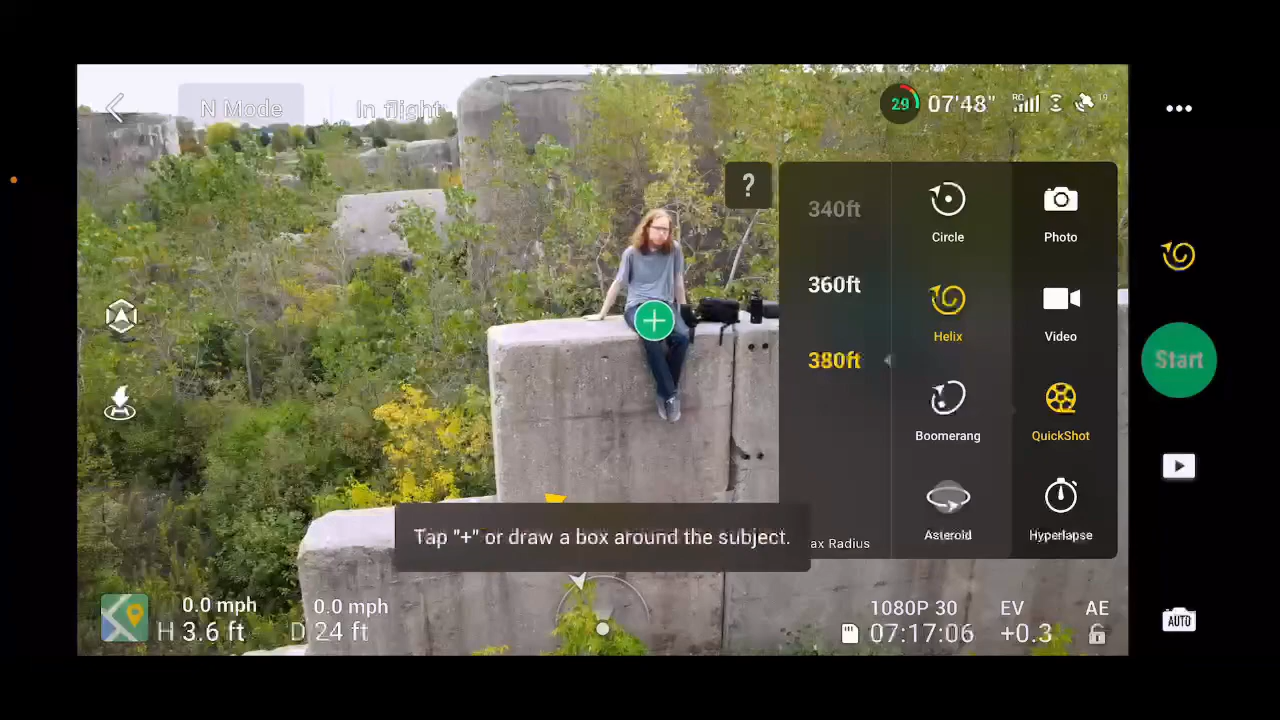 N Mode
In flight
29
07'48"
RC
19
?
340ft
360ft
380ft
ax Radius
Circle
Helix
Boomerang
Asteroid
Photo
Video
QuickShot
Hyperlapse
Start
Tap "+" or draw a box around the subject.
0.0 mph
0.0 mph
H 3.6 ft
D 24 ft
1080P 30
EV
AE
07:17:06
+0.3
AUTO